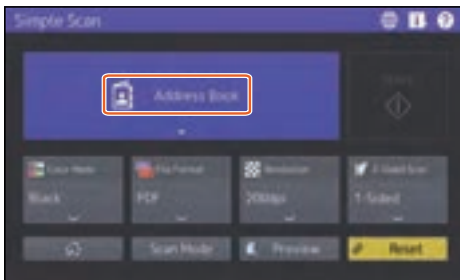 Simple Scan
Address Book
Color Mode
File Format
Resolution
2-Sided Scan
Black
PDF
200dpi
1-Sided
Scan Mode
Preview
Reset